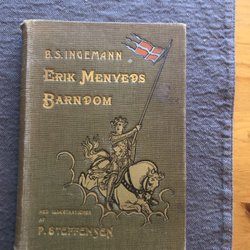 B.S. INGEMANN
ERIK MENVEDS
BARNDOM
MED ILLUSTRATIONER
AF
P. STEFFENSEN